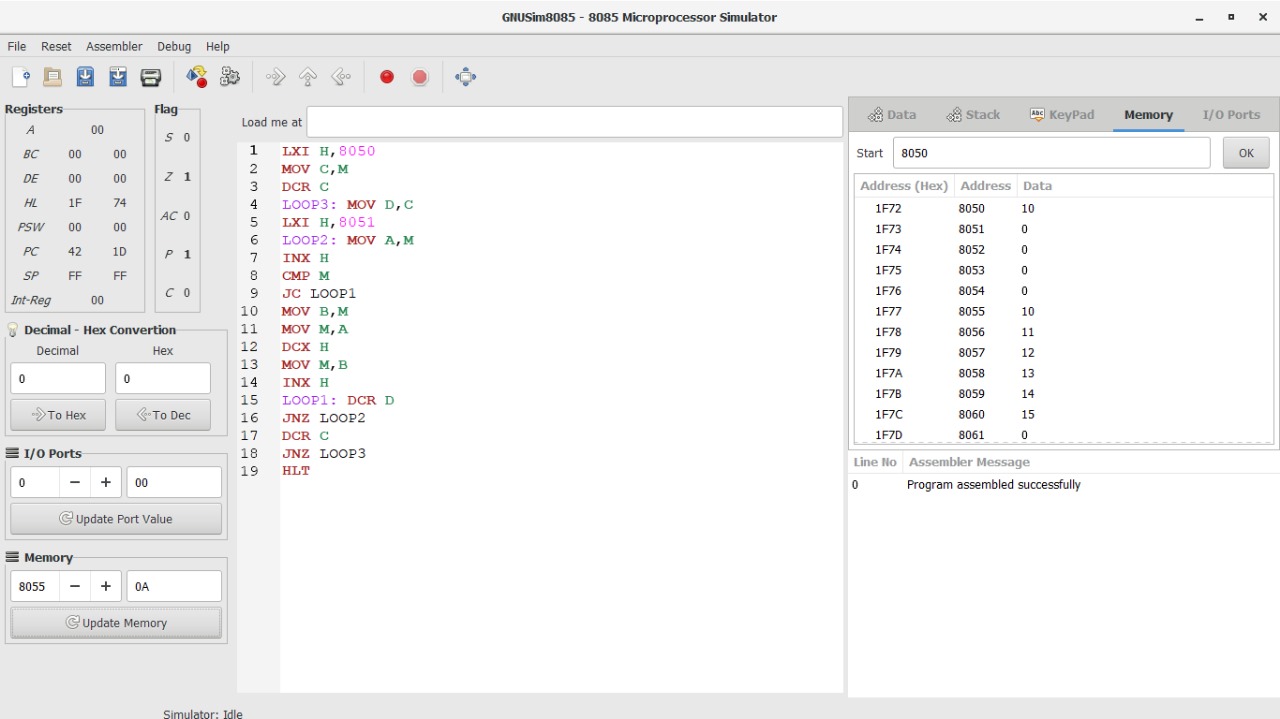 GNUSim8085 - 8085 Microprocessor Simulator
File Reset Assembler Debug Help
Registers
A 00
BC 00 00
DE 00 00
HL 1F 74
PSW 00 00
PC 42 1D
SP FF FF
Int-Reg 00
Flag
S 0
Z 1
AC 0
P 1
C 0
Decimal - Hex Convertion
Decimal Hex
0 0
To Hex To Dec
I/O Ports
0 − + 00
Update Port Value
Memory
8055 − + 0A
Update Memory
Load me at
1 LXI H,8050
2 MOV C,M
3 DCR C
4 LOOP3: MOV D,C
5 LXI H,8051
6 LOOP2: MOV A,M
7 INX H
8 CMP M
9 JC LOOP1
10 MOV B,M
11 MOV M,A
12 DCX H
13 MOV M,B
14 INX H
15 LOOP1: DCR D
16 JNZ LOOP2
17 DCR C
18 JNZ LOOP3
19 HLT
Data Stack Abc KeyPad Memory I/O Ports
Start 8050 OK
Address (Hex) Address Data
1F72 8050 10
1F73 8051 0
1F74 8052 0
1F75 8053 0
1F76 8054 0
1F77 8055 10
1F78 8056 11
1F79 8057 12
1F7A 8058 13
1F7B 8059 14
1F7C 8060 15
1F7D 8061 0
Line No Assembler Message
0 Program assembled successfully
Simulator: Idle